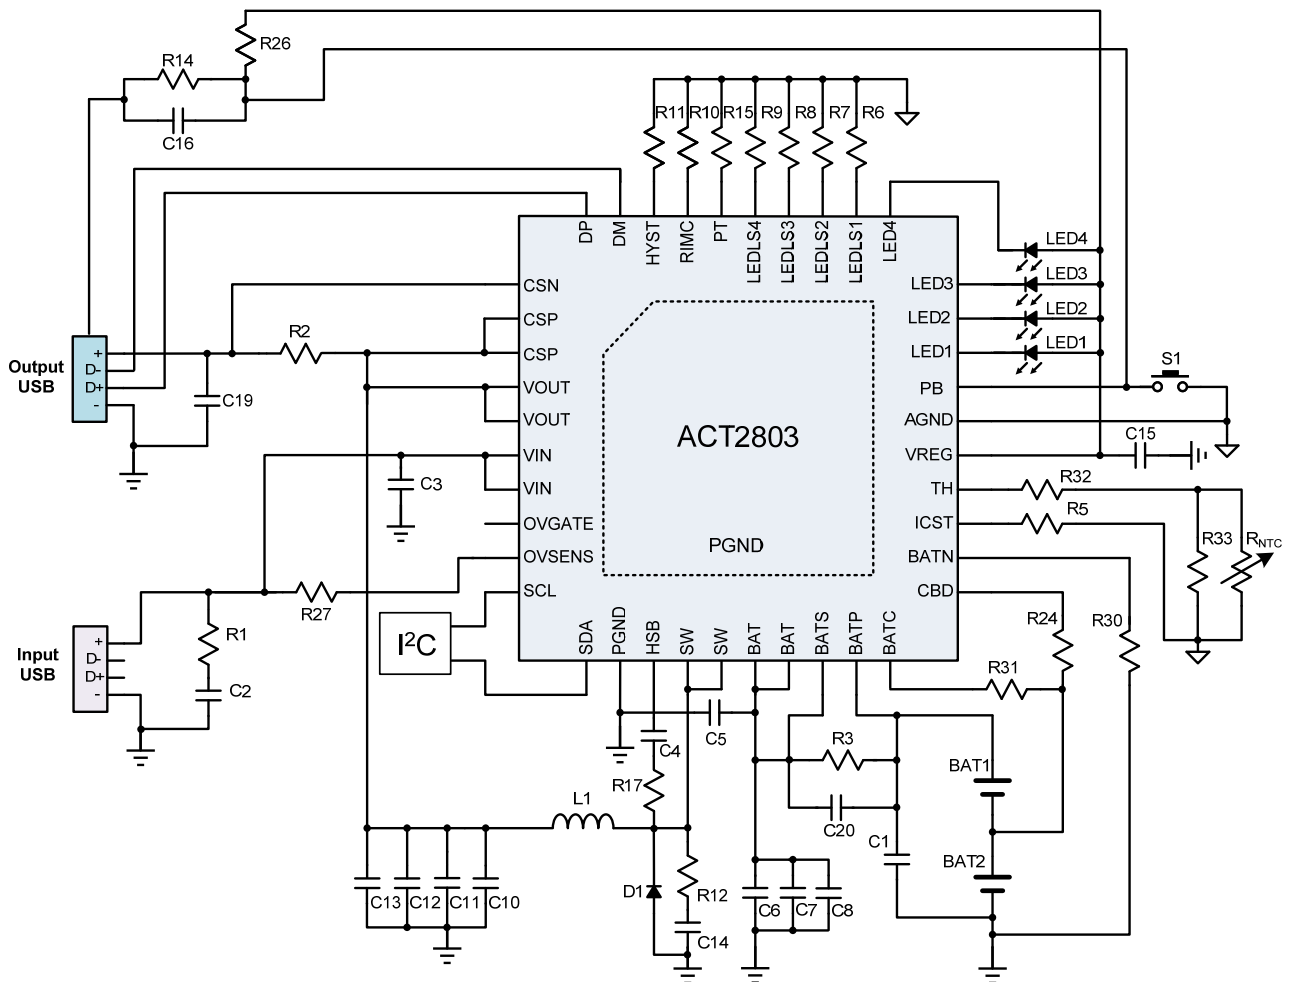 R26
R14
C16
R11
R10
R15
R9
R8
R7
R6
DP
DM
HYST
RIMC
PT
LEDLS4
LEDLS3
LEDLS2
LEDLS1
LED4
LED4
LED3
LED2
LED1
CSN
CSP
CSP
VOUT
VOUT
VIN
VIN
OVGATE
OVSENS
SCL
LED3
LED2
LED1
PB
AGND
VREG
TH
ICST
BATN
CBD
ACT2803
PGND
SDA
PGND
HSB
SW
SW
BAT
BAT
BATS
BATP
BATC
Output
USB
+
D-
D+
-
R2
C19
C3
S1
C15
R32
R5
R33
RNTC
Input
USB
+
D-
D+
-
R27
R1
C2
I²C
R24
R30
R31
C5
C4
R17
L1
R3
C20
C1
BAT1
BAT2
C13
C12
C11
C10
D1
R12
C14
C6
C7
C8